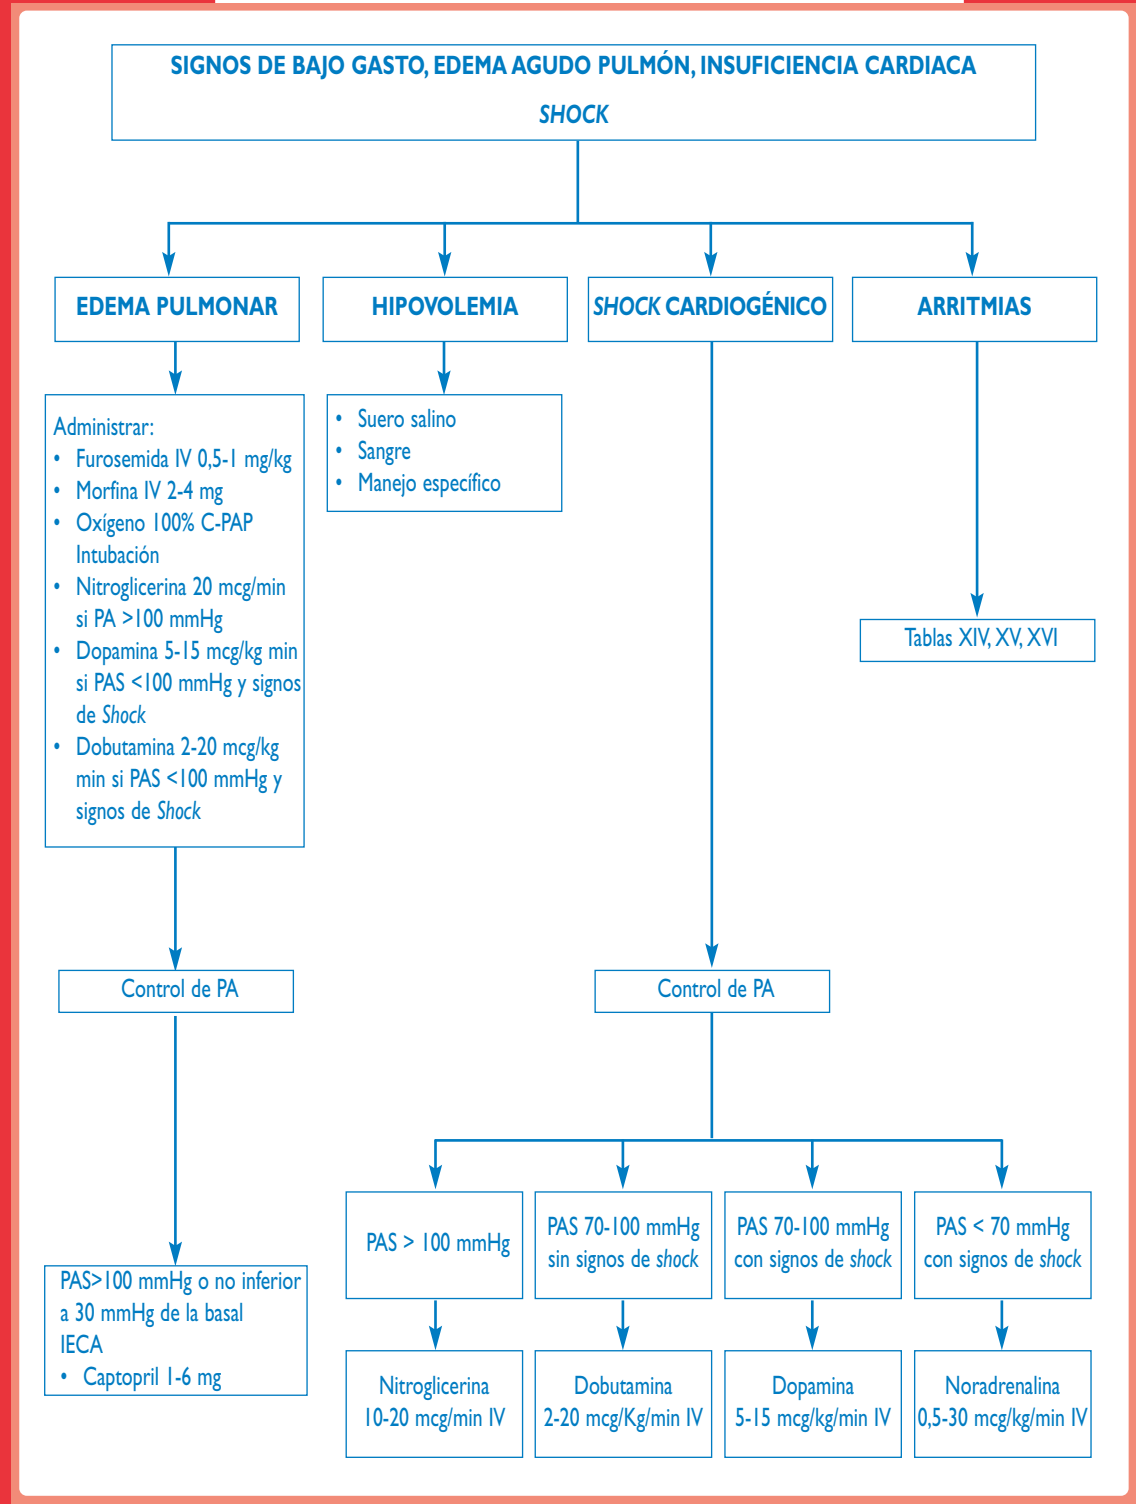 SIGNOS DE BAJO GASTO, EDEMA AGUDO PULMÓN, INSUFICIENCIA CARDIACA
SHOCK
EDEMA PULMONAR
HIPOVOLEMIA
SHOCK CARDIOGÉNICO
ARRITMIAS
Administrar:
• Furosemida IV 0,5-1 mg/kg
• Morfina IV 2-4 mg
• Oxígeno 100% C-PAP
Intubación
• Nitroglicerina 20 mcg/min
si PA >100 mmHg
• Dopamina 5-15 mcg/kg min
si PAS <100 mmHg y signos
de Shock
• Dobutamina 2-20 mcg/kg
min si PAS <100 mmHg y
signos de Shock
• Suero salino
• Sangre
• Manejo específico
Tablas XIV, XV, XVI
Control de PA
Control de PA
PAS>100 mmHg o no inferior
a 30 mmHg de la basal
IECA
• Captopril 1-6 mg
PAS > 100 mmHg
PAS 70-100 mmHg
sin signos de shock
PAS 70-100 mmHg
con signos de shock
PAS < 70 mmHg
con signos de shock
Nitroglicerina
10-20 mcg/min IV
Dobutamina
2-20 mcg/Kg/min IV
Dopamina
5-15 mcg/kg/min IV
Noradrenalina
0,5-30 mcg/kg/min IV